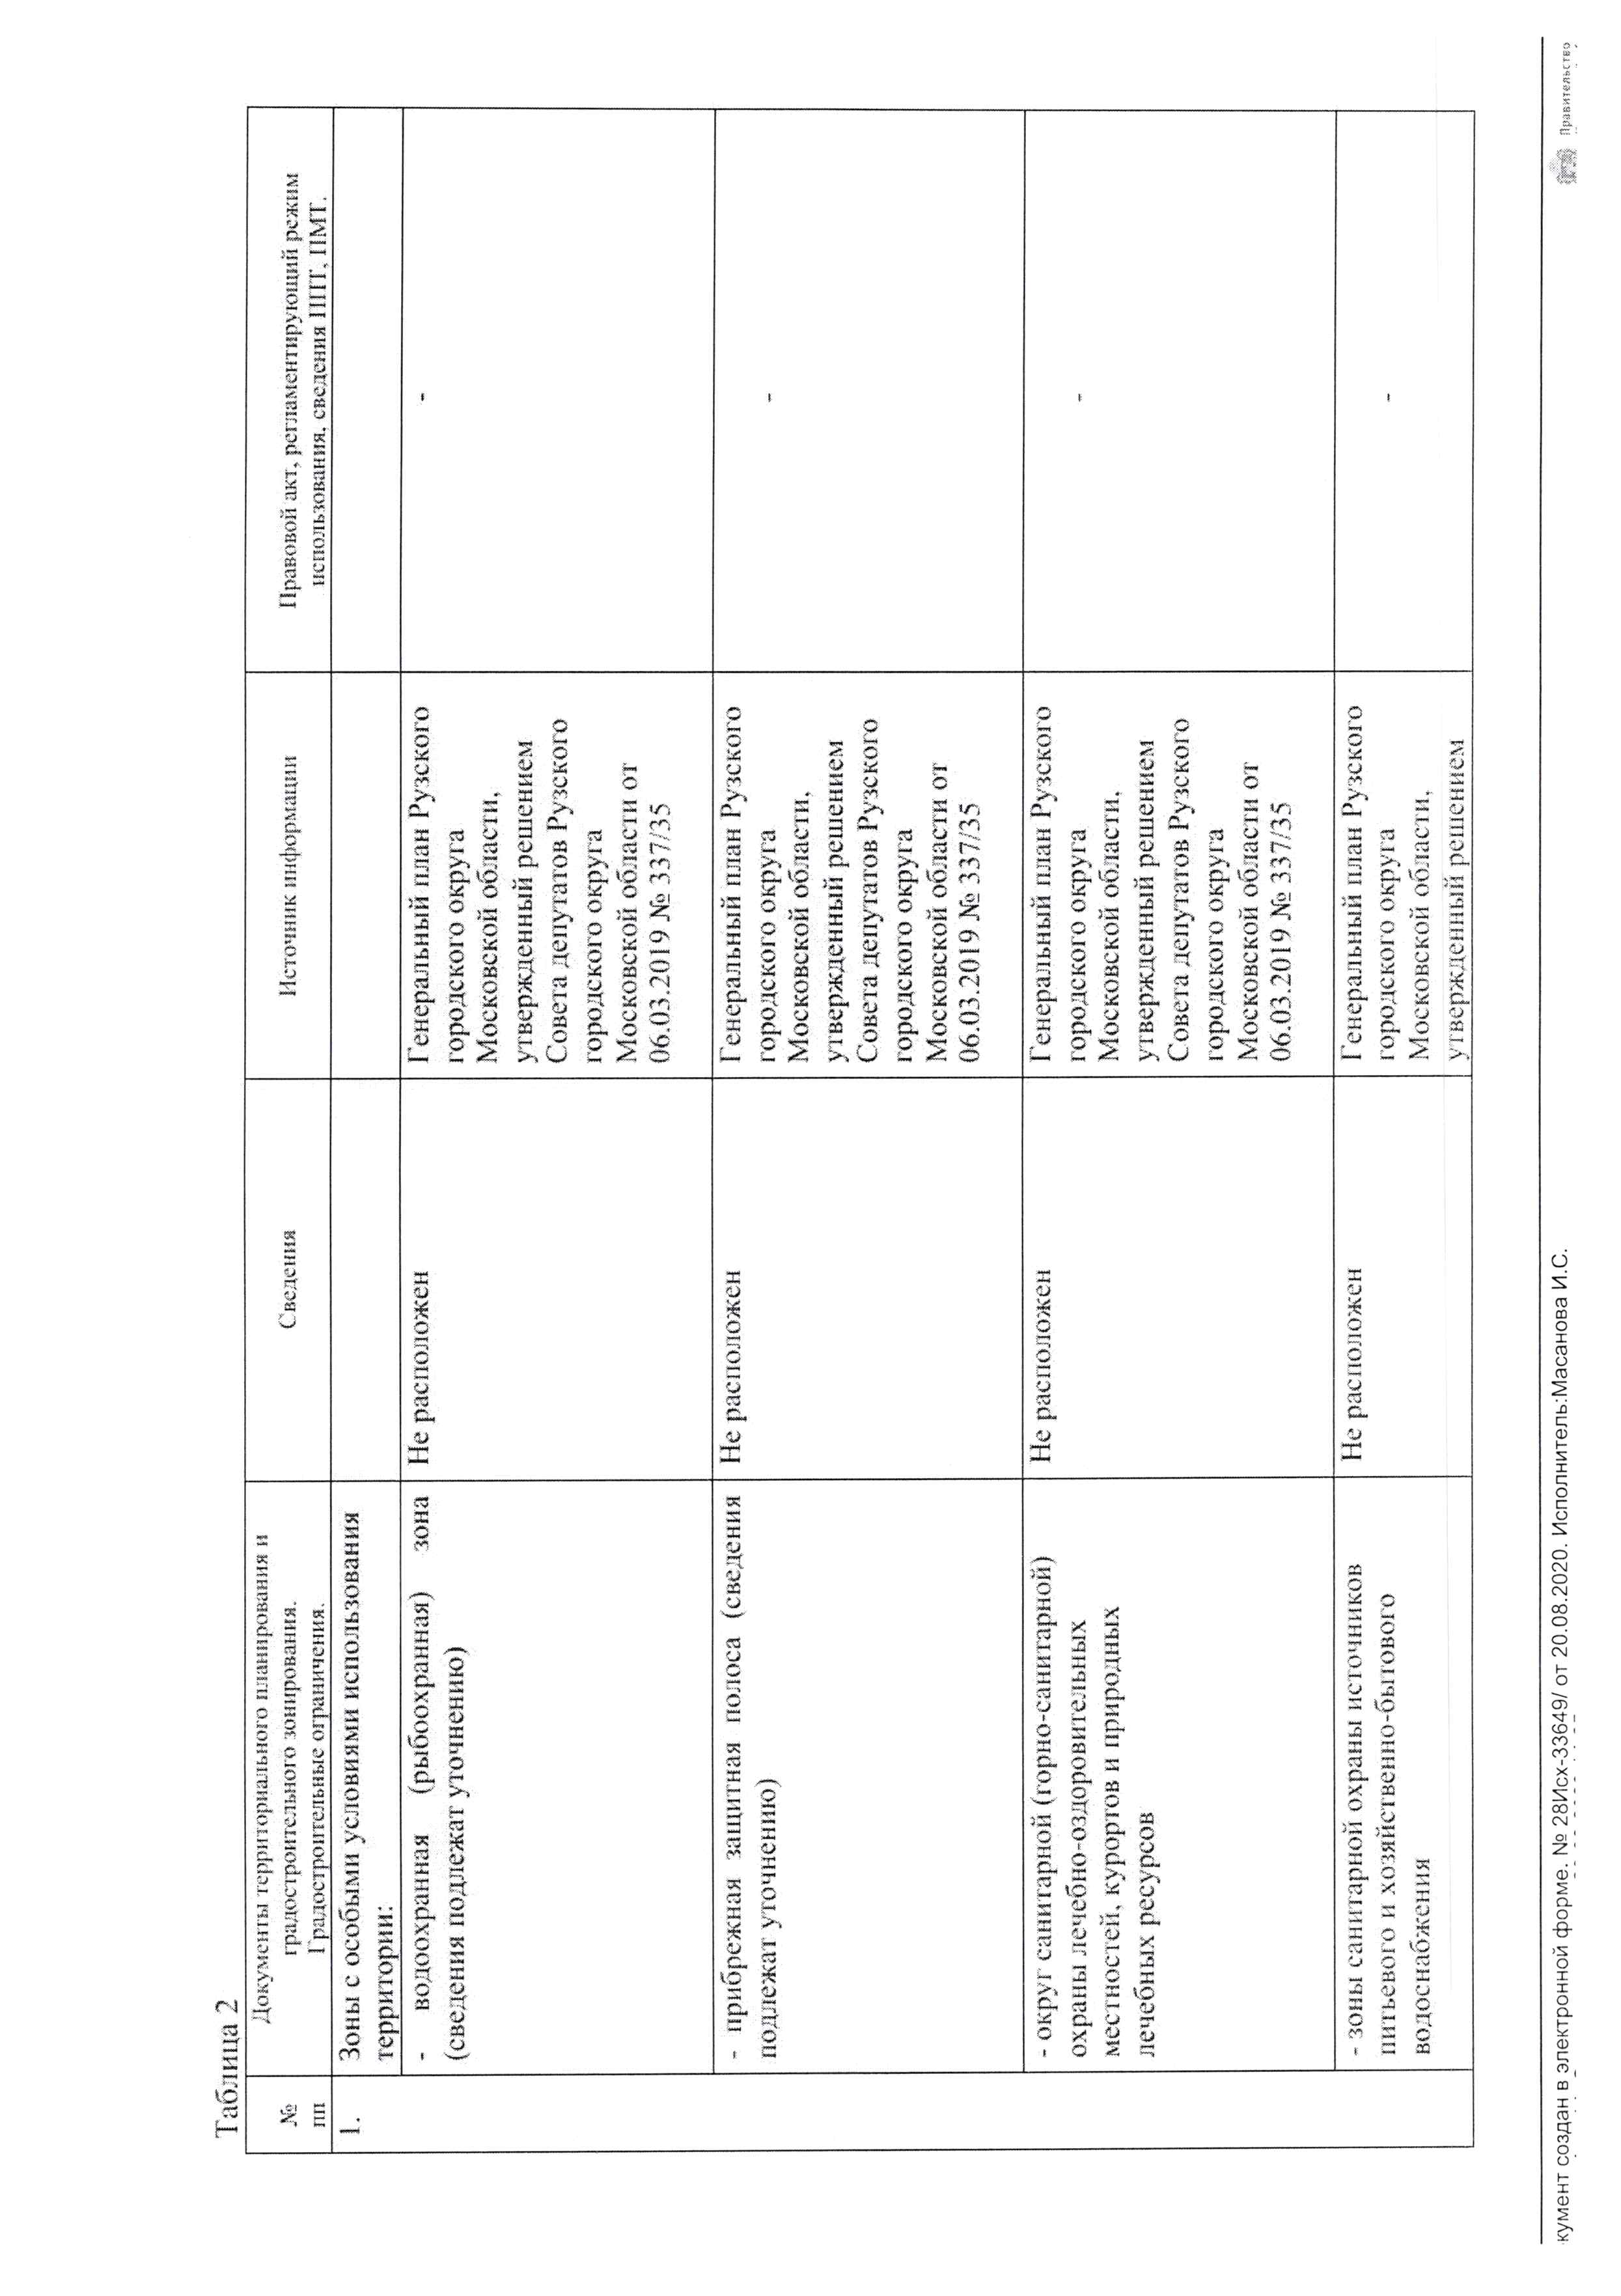 Таблица 2
№
пп
Документы территориального планирования и
градостроительного зонирования.
Градостроительные ограничения.
Сведения
Источник информации
Правовой акт, регламентирующий режим
использования, сведения ППТ, ПМТ.
1.
Зоны с особыми условиями использования
территории:
- водоохранная (рыбоохранная) зона
(сведения подлежат уточнению)
Не расположен
Генеральный план Рузского
городского округа
Московской области,
утвержденный решением
Совета депутатов Рузского
городского округа
Московской области от
06.03.2019 № 337/35
-
- прибрежная защитная полоса (сведения
подлежат уточнению)
Не расположен
Генеральный план Рузского
городского округа
Московской области,
утвержденный решением
Совета депутатов Рузского
городского округа
Московской области от
06.03.2019 № 337/35
-
- округ санитарной (горно-санитарной)
охраны лечебно-оздоровительных
местностей, курортов и природных
лечебных ресурсов
Не расположен
Генеральный план Рузского
городского округа
Московской области,
утвержденный решением
Совета депутатов Рузского
городского округа
Московской области от
06.03.2019 № 337/35
-
- зоны санитарной охраны источников
питьевого и хозяйственно-бытового
водоснабжения
Не расположен
Генеральный план Рузского
городского округа
Московской области,
утвержденный решением
-
кумент создан в электронной форме. № 28Исх-33649/ от 20.08.2020. Исполнитель:Масанова И.С.
Правительство